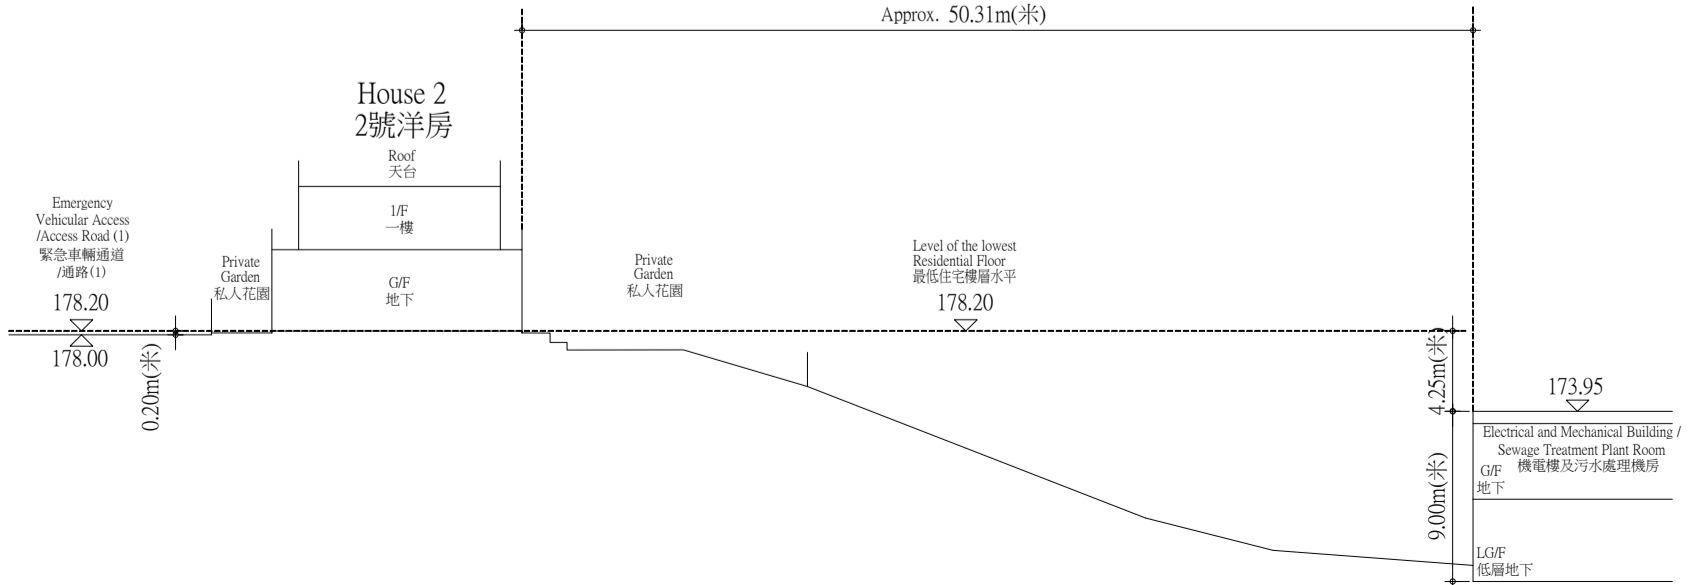 Approx. 50.31m(米)
House 2
2號洋房
Roof
天台
1/F
一樓
G/F
地下
Emergency
Vehicular Access
/Access Road (1)
緊急車輛通道
/通路(1)
178.20
178.00
0.20m(米)
Private
Garden
私人花園
Private
Garden
私人花園
Level of the lowest
Residential Floor
最低住宅樓層水平
178.20
4.25m(米)
9.00m(米)
173.95
Electrical and Mechanical Building /
Sewage Treatment Plant Room
機電樓及污水處理機房
G/F
地下
LG/F
低層地下